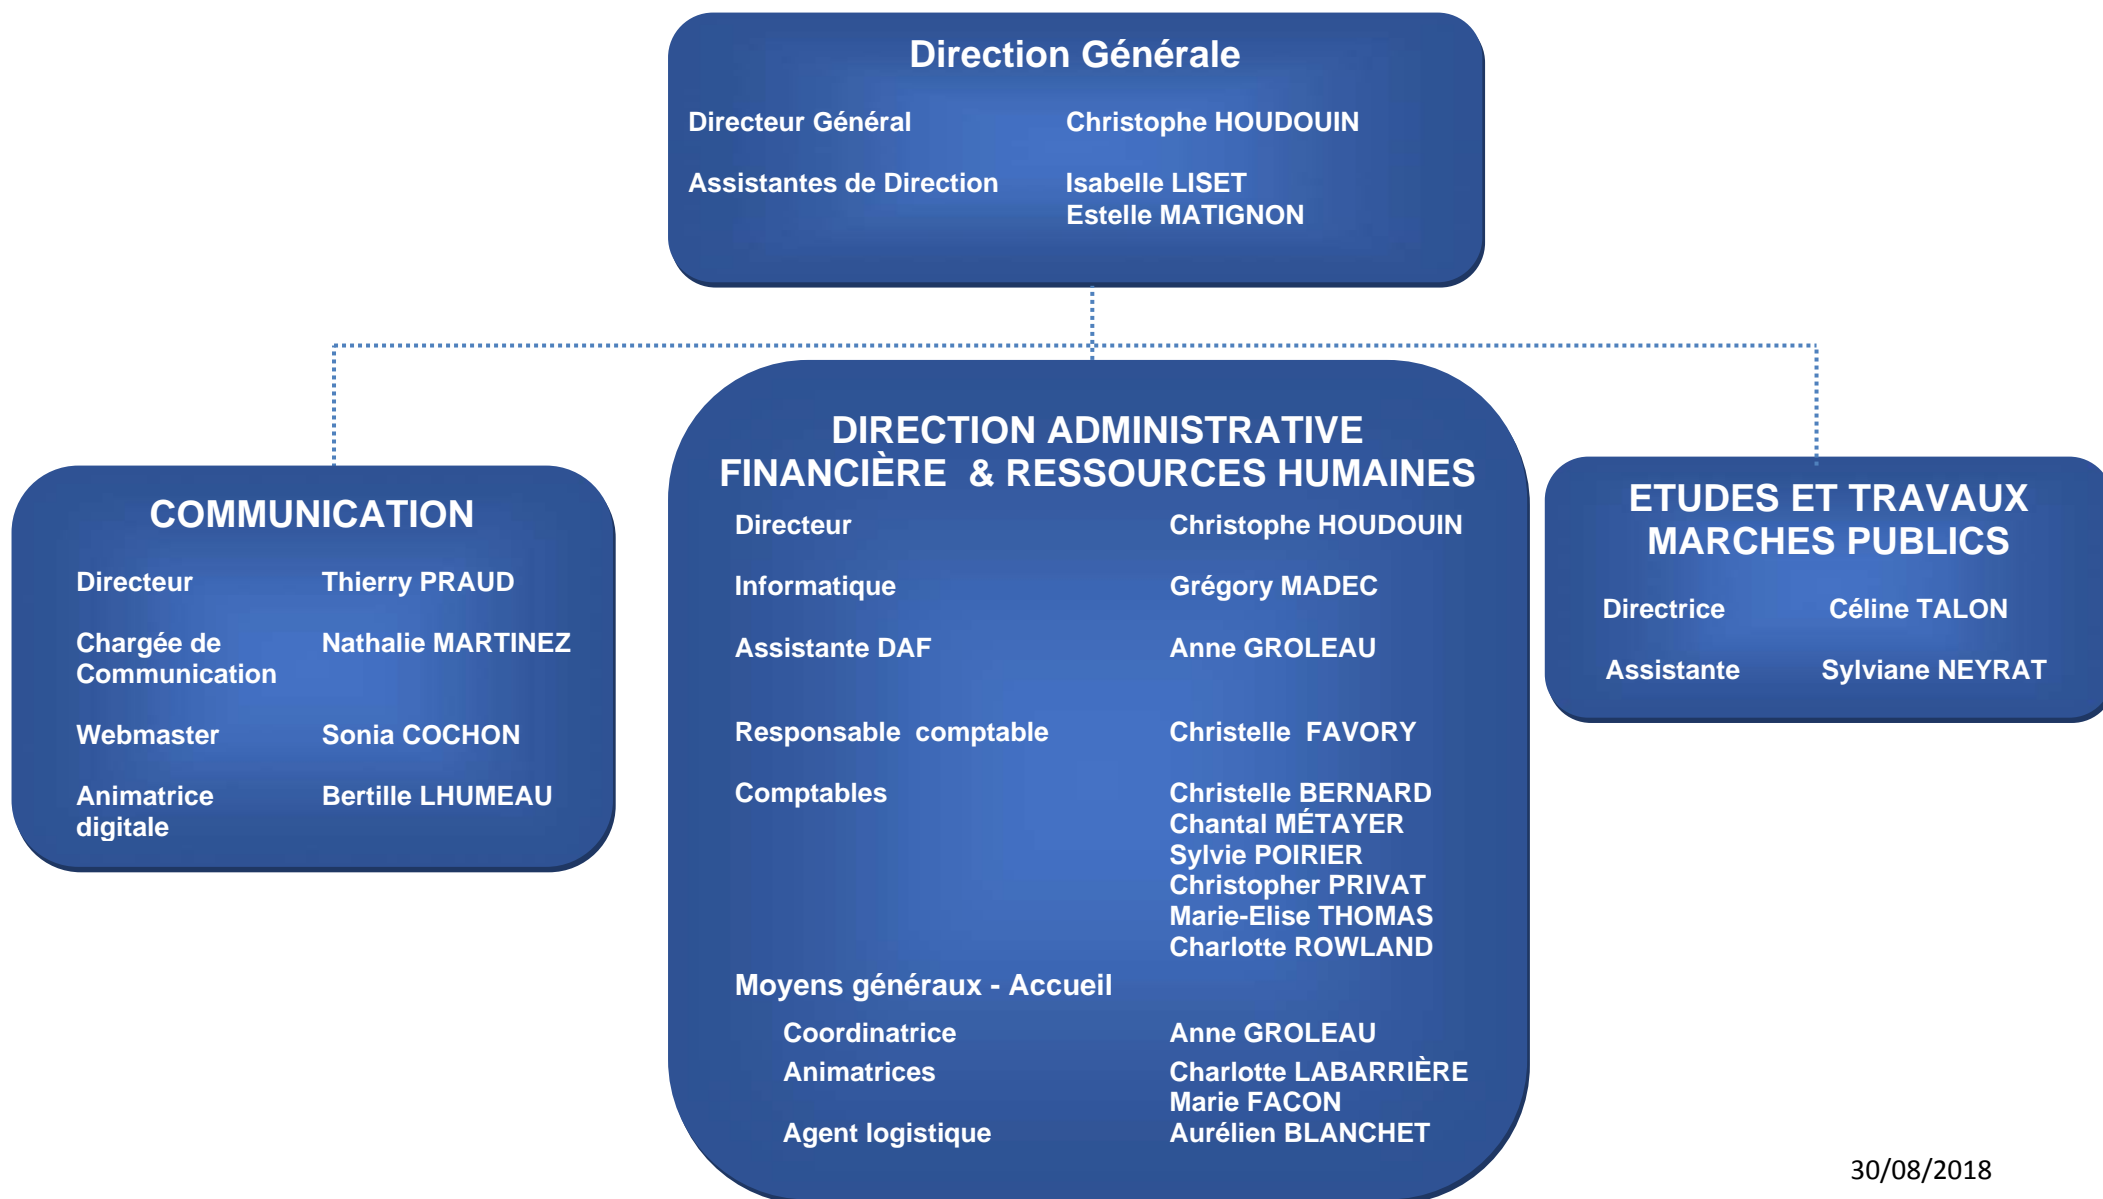 Direction Générale
Directeur Général Christophe HOUDOUIN
Assistantes de Direction Isabelle LISET
Estelle MATIGNON
COMMUNICATION
Directeur Thierry PRAUD
Chargée de Nathalie MARTINEZ
Communication
Webmaster Sonia COCHON
Animatrice Bertille LHUMEAU
digitale
DIRECTION ADMINISTRATIVE
FINANCIÈRE & RESSOURCES HUMAINES
Directeur Christophe HOUDOUIN
Informatique Grégory MADEC
Assistante DAF Anne GROLEAU
Responsable comptable Christelle FAVORY
Comptables Christelle BERNARD
Chantal MÉTAYER
Sylvie POIRIER
Christopher PRIVAT
Marie-Elise THOMAS
Charlotte ROWLAND
Moyens généraux - Accueil
Coordinatrice Anne GROLEAU
Animatrices Charlotte LABARRIÈRE
Marie FACON
Agent logistique Aurélien BLANCHET
ETUDES ET TRAVAUX
MARCHES PUBLICS
Directrice Céline TALON
Assistante Sylviane NEYRAT
30/08/2018